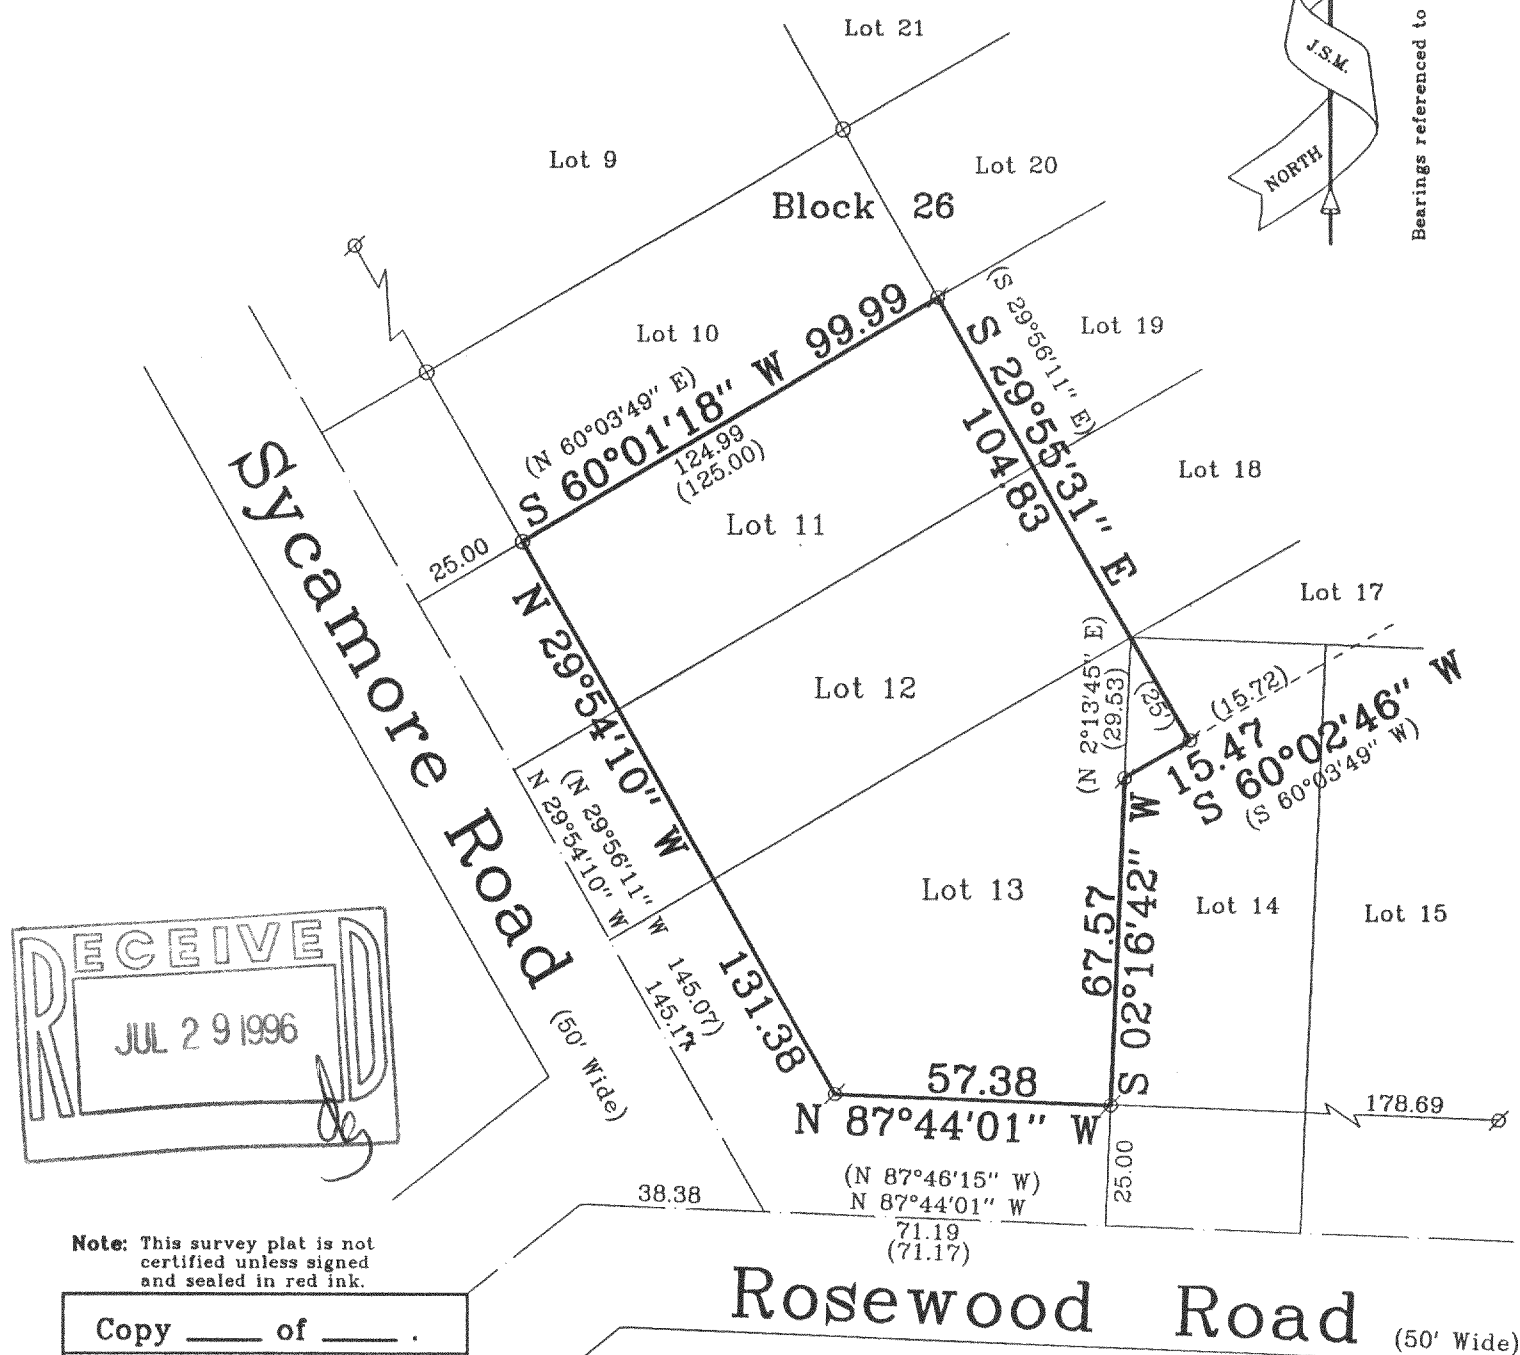 Lot 21
J.S.M.
NORTH
Bearings referenced to
Lot 9
Lot 20
Block 26
Lot 10
Lot 19
(N 60°03'49" E)
S 60°01'18" W 99.99
124.99
(125.00)
(S 29°56'11" E)
S 29°55'31" E
104.83
Lot 18
Lot 11
25.00
Lot 17
N 29°54'10" W
131.38
Lot 12
(N 2°13'45" E)
(29.53)
(25')
(15.72)
15.47
S 60°02'46" W
(S 60°03'49" W)
Sycamore Road
(50' Wide)
(N 29°56'11" W 145.07)
N 29°54'10" W 145.17
Lot 13
67.57
S 02°16'42" W
Lot 14
Lot 15
RECEIVED
JUL 29 1996
57.38
N 87°44'01" W
178.69
25.00
(N 87°46'15" W)
N 87°44'01" W
38.38
71.19
(71.17)
Note: This survey plat is not
certified unless signed
and sealed in red ink.
Copy ____ of ____ .
Rosewood Road (50' Wide)